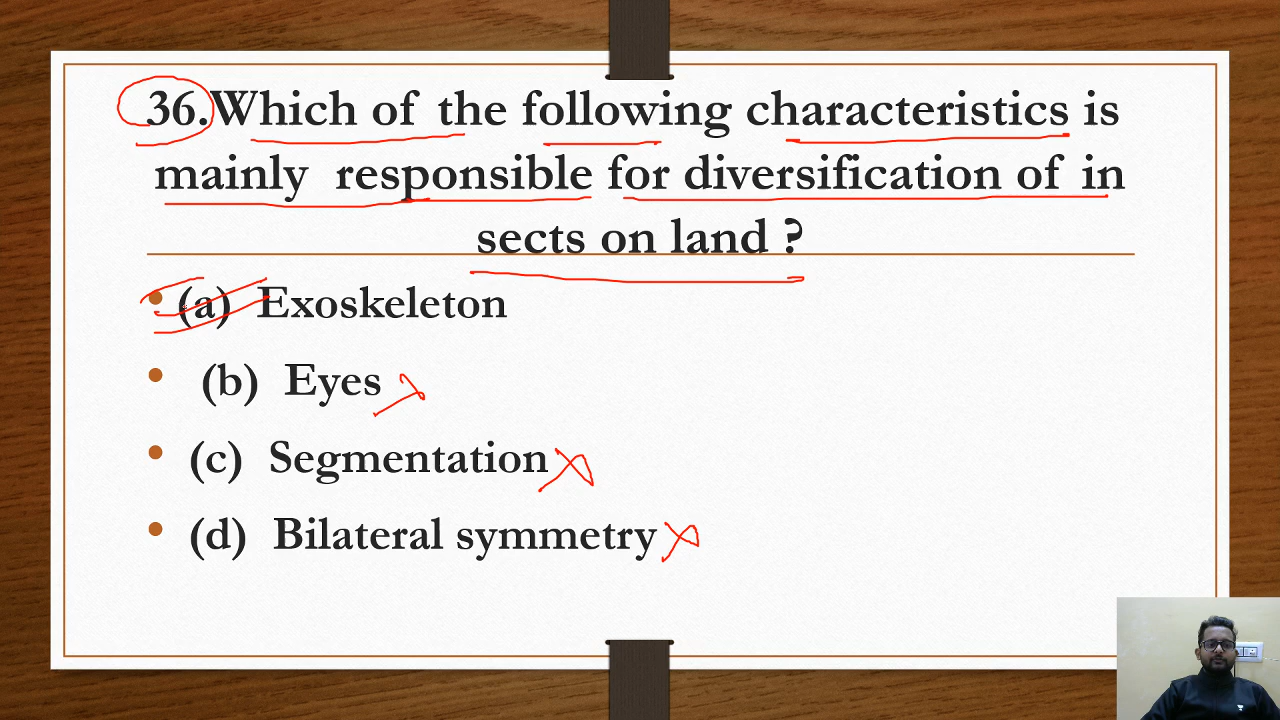 36.Which of the following characteristics is
mainly responsible for diversification of in
sects on land ?
• (a) Exoskeleton
• (b) Eyes
• (c) Segmentation
• (d) Bilateral symmetry